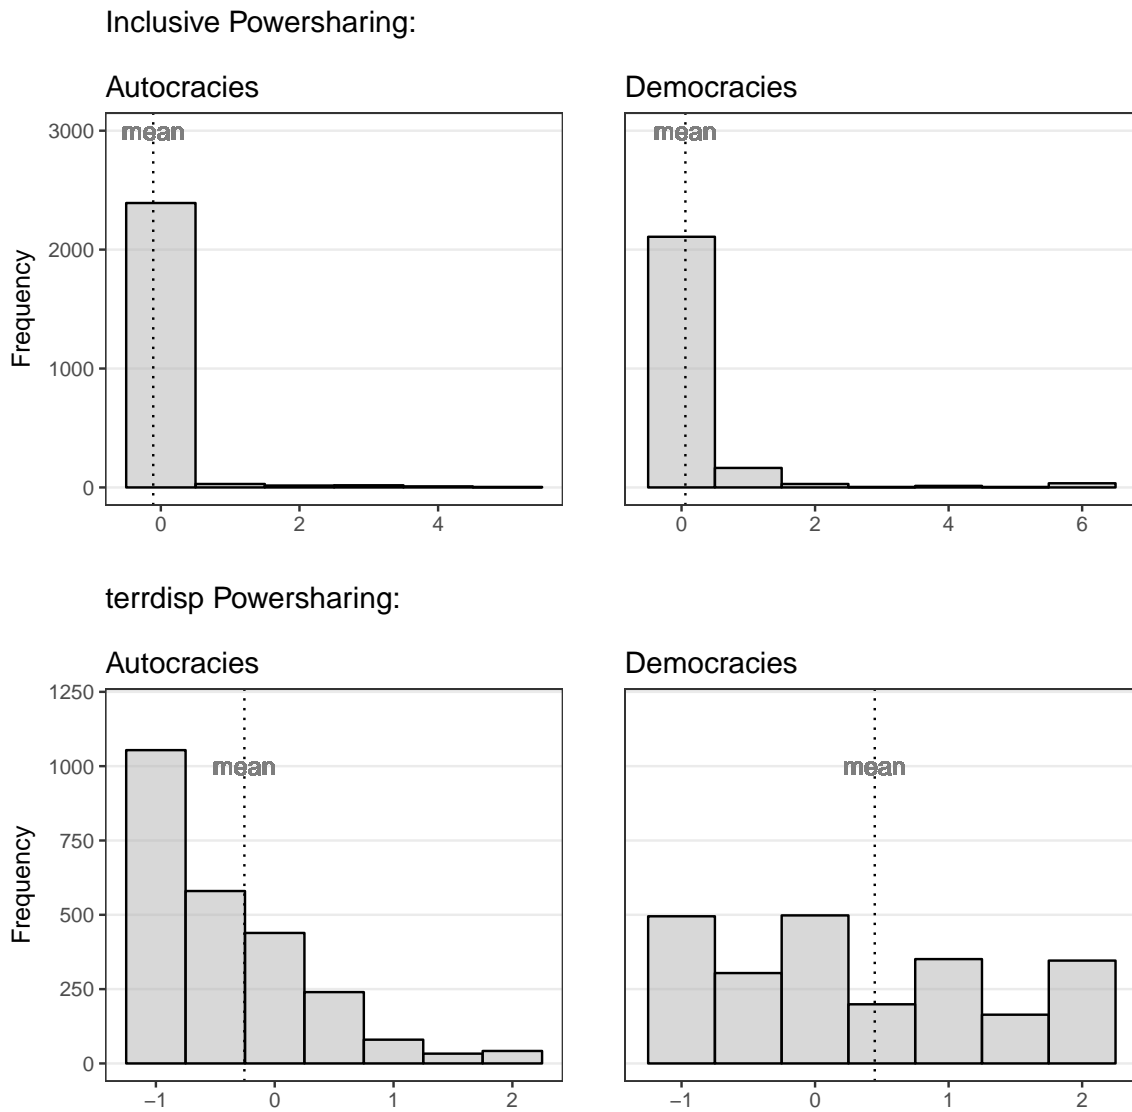 Inclusive Powersharing:
Autocracies
Democracies
3000
2000
1000
0
Frequency
mean
mean
0 2 4
0 2 4 6
terrdisp Powersharing:
Autocracies
Democracies
1250
1000
750
500
250
0
Frequency
mean
mean
−1 0 1 2
−1 0 1 2